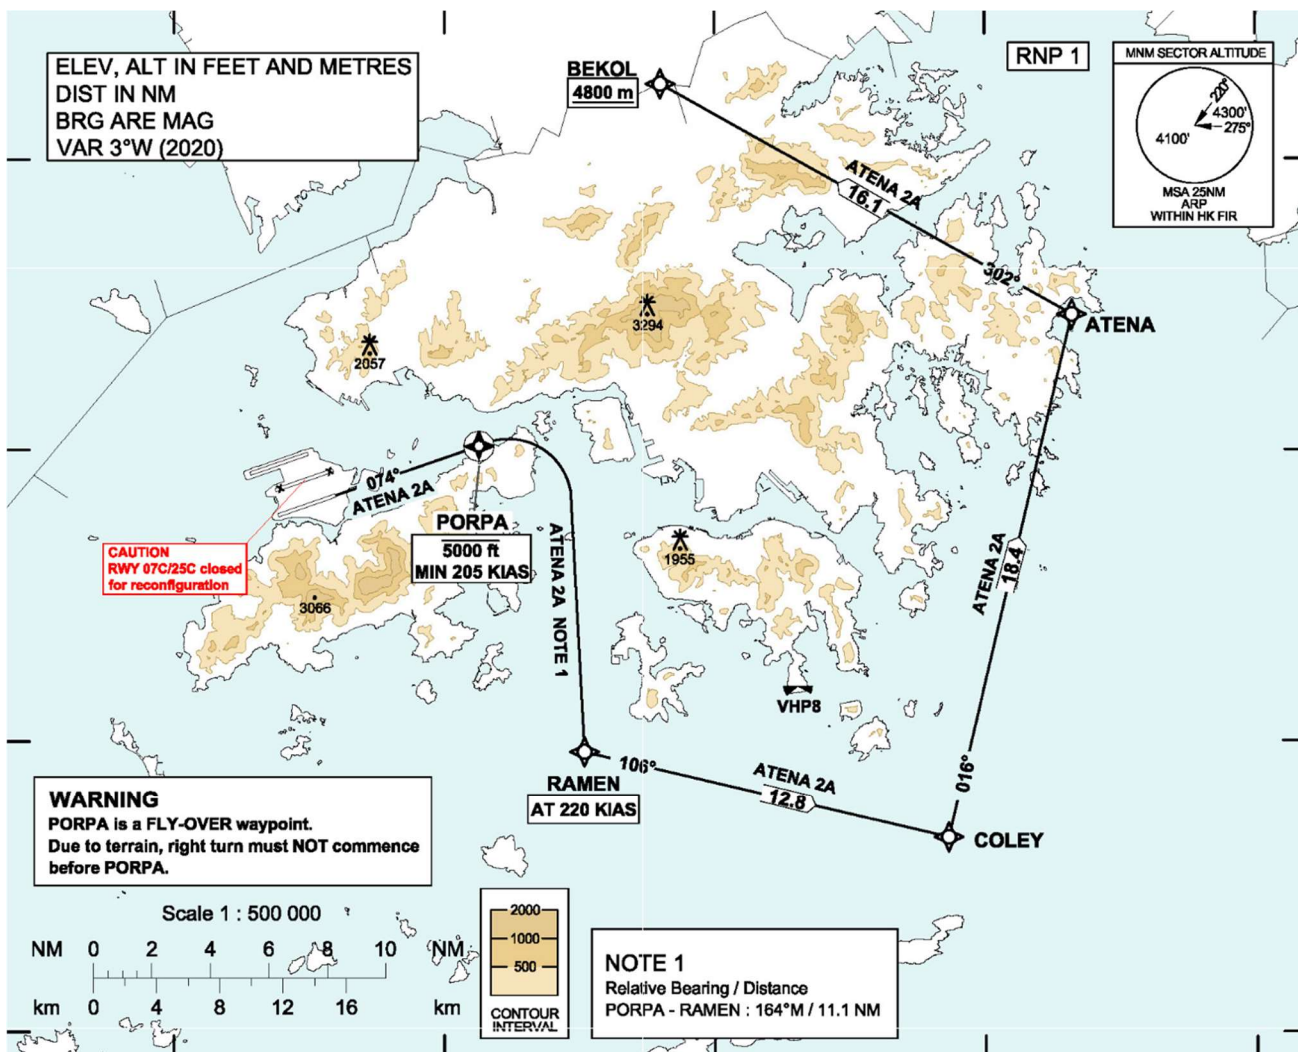 ELEV, ALT IN FEET AND METRES
DIST IN NM
BRG ARE MAG
VAR 3°W (2020)
BEKOL
4800 m
RNP 1
MNM SECTOR ALTITUDE
220°
4300'
275°
4100'
MSA 25NM
ARP
WITHIN HK FIR
ATENA 2A
16.1
302°
ATENA
3294
2057
074°
ATENA 2A
PORPA
5000 ft
MIN 205 KIAS
CAUTION
RWY 07C/25C closed
for reconfiguration
3066
ATENA 2A NOTE 1
1955
ATENA 2A
18.4
VHP8
016°
RAMEN
AT 220 KIAS
106°
ATENA 2A
12.8
COLEY
WARNING
PORPA is a FLY-OVER waypoint.
Due to terrain, right turn must NOT commence
before PORPA.
Scale 1 : 500 000
NM 0 2 4 6 8 10 NM
km 0 4 8 12 16 km
2000
1000
500
CONTOUR
INTERVAL
NOTE 1
Relative Bearing / Distance
PORPA - RAMEN : 164°M / 11.1 NM